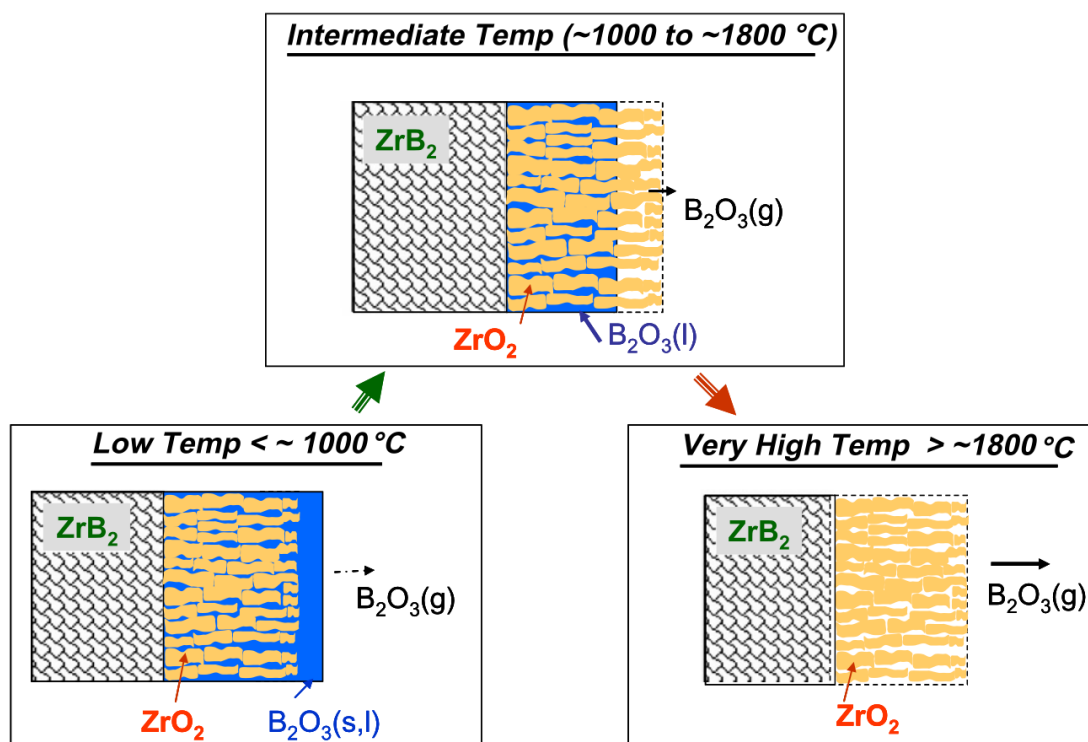 Intermediate Temp (~1000 to ~1800 °C)
ZrB₂
B₂O₃(g)
ZrO₂
B₂O₃(l)
Low Temp < ~ 1000 °C
ZrB₂
B₂O₃(g)
ZrO₂
B₂O₃(s,l)
Very High Temp > ~1800 °C
ZrB₂
B₂O₃(g)
ZrO₂